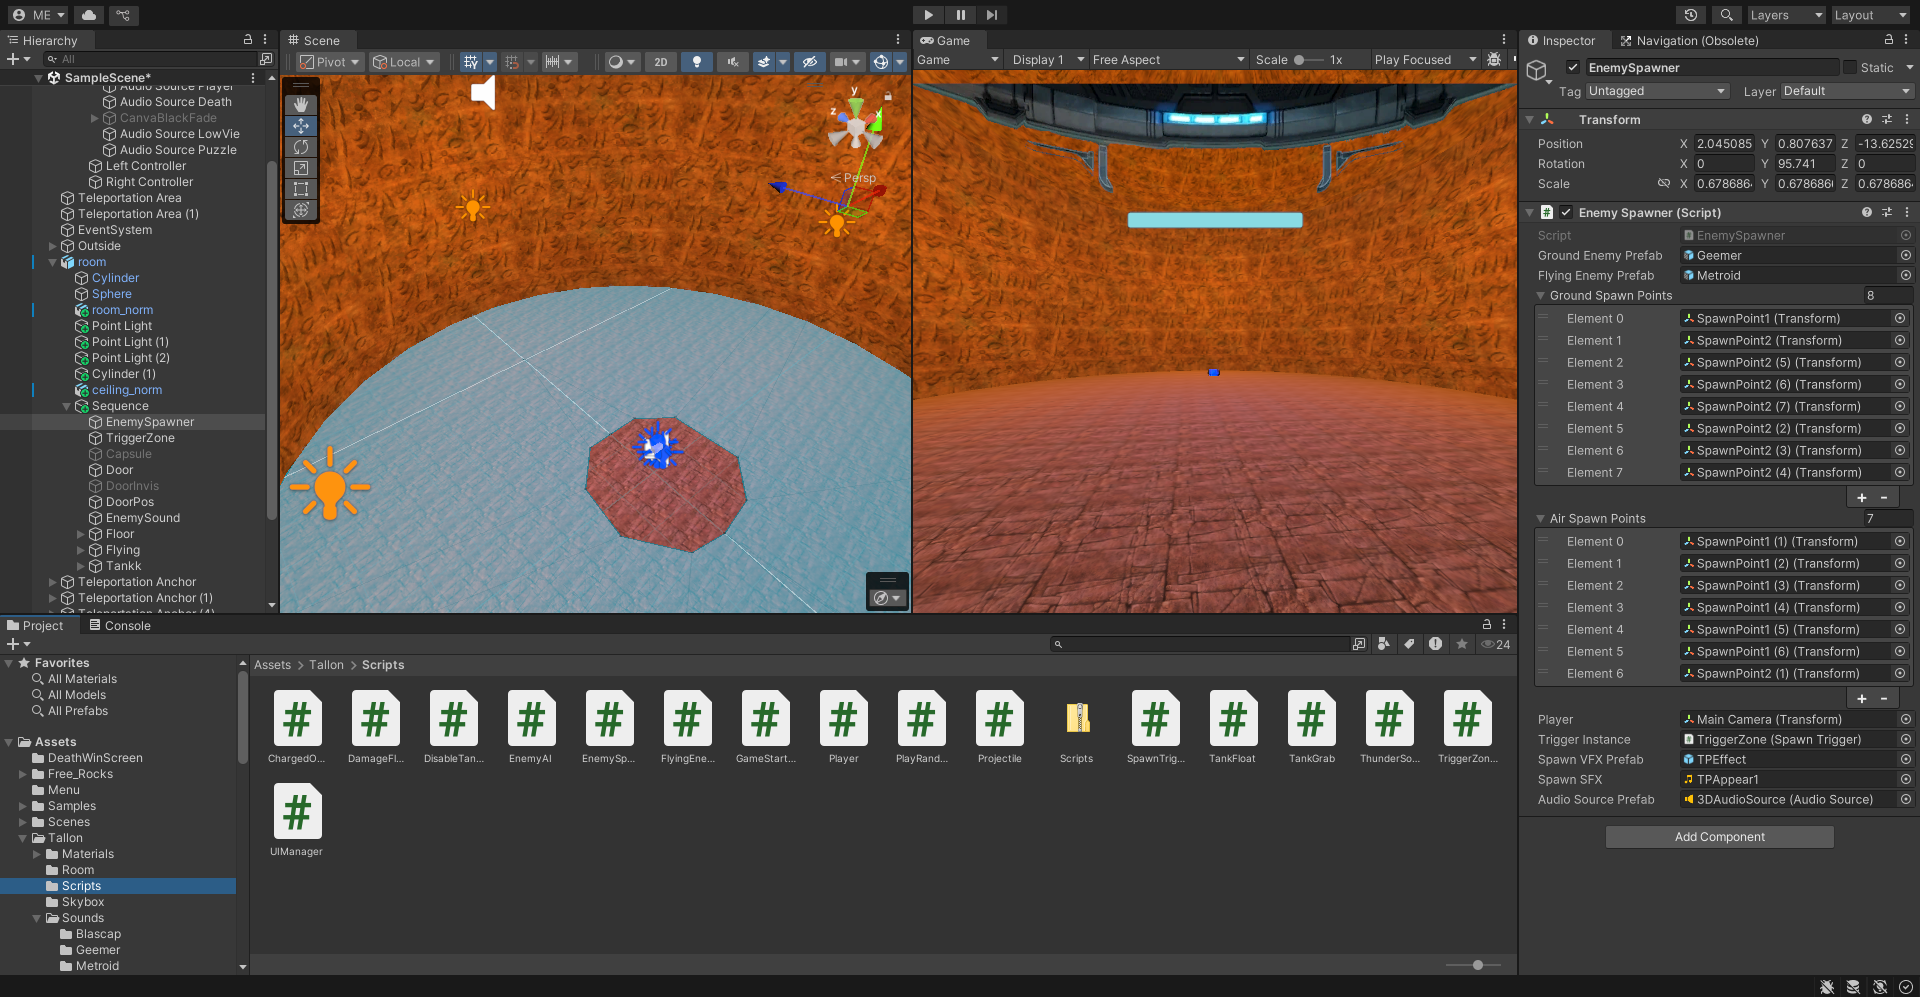 ME
Layers
Layout
Hierarchy
All
SampleScene*
Audio Source Player
Audio Source Death
CanvaBlackFade
Audio Source LowVie
Audio Source Puzzle
Left Controller
Right Controller
Teleportation Area
Teleportation Area (1)
EventSystem
Outside
room
Cylinder
Sphere
room_norm
Point Light
Point Light (1)
Point Light (2)
Cylinder (1)
ceiling_norm
Sequence
EnemySpawner
TriggerZone
Capsule
Door
DoorInvis
DoorPos
EnemySound
Floor
Flying
Tankk
Teleportation Anchor
Teleportation Anchor (1)
Teleportation Anchor (4)
Scene
Pivot
Local
2D
y
z
x
Persp
Game
Game
Display 1
Free Aspect
Scale
1x
Play Focused
Inspector
Navigation (Obsolete)
EnemySpawner
Static
Tag
Untagged
Layer
Default
Transform
Position X 2.045085 Y 0.807637 Z -13.62529
Rotation X 0 Y 95.741 Z 0
Scale X 0.678686 Y 0.678686 Z 0.678686
Enemy Spawner (Script)
Script EnemySpawner
Ground Enemy Prefab Geemer
Flying Enemy Prefab Metroid
Ground Spawn Points 8
Element 0 SpawnPoint1 (Transform)
Element 1 SpawnPoint2 (Transform)
Element 2 SpawnPoint2 (5) (Transform)
Element 3 SpawnPoint2 (6) (Transform)
Element 4 SpawnPoint2 (7) (Transform)
Element 5 SpawnPoint2 (2) (Transform)
Element 6 SpawnPoint2 (3) (Transform)
Element 7 SpawnPoint2 (4) (Transform)
+ -
Air Spawn Points 7
Element 0 SpawnPoint1 (1) (Transform)
Element 1 SpawnPoint1 (2) (Transform)
Element 2 SpawnPoint1 (3) (Transform)
Element 3 SpawnPoint1 (4) (Transform)
Element 4 SpawnPoint1 (5) (Transform)
Element 5 SpawnPoint1 (6) (Transform)
Element 6 SpawnPoint2 (1) (Transform)
+ -
Player Main Camera (Transform)
Trigger Instance TriggerZone (Spawn Trigger)
Spawn VFX Prefab TPEffect
Spawn SFX TPAppear1
Audio Source Prefab 3DAudioSource (Audio Source)
Add Component
Project
Console
24
Favorites
All Materials
All Models
All Prefabs
Assets
DeathWinScreen
Free_Rocks
Menu
Samples
Scenes
Tallon
Materials
Room
Scripts
Skybox
Sounds
Blascap
Geemer
Metroid
Assets > Tallon > Scripts
ChargedO...
DamageFl...
DisableTan...
EnemyAI
EnemySp...
FlyingEne...
GameStart...
Player
PlayRand...
Projectile
Scripts
SpawnTrig...
TankFloat
TankGrab
ThunderSo...
TriggerZon...
UIManager